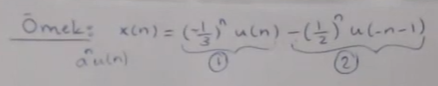 Örnek: x(n) = (-1/3)^n u(n) - (1/2)^n u(-n-1)
a^n u(n) ① ②